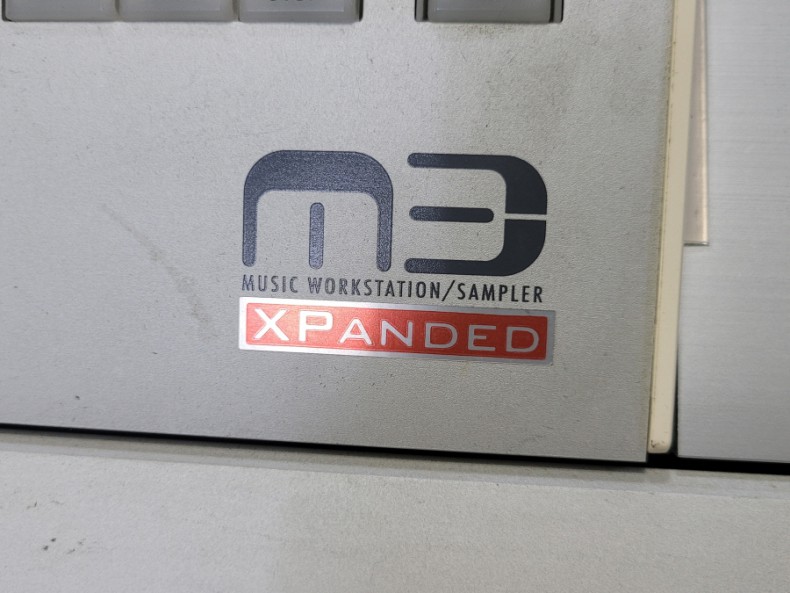 M3
MUSIC WORKSTATION/SAMPLER
XPANDED